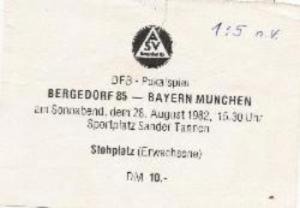 1:5 n.V.
ASV
DFB - Pokalspiel
BERGEDORF 85 — BAYERN MÜNCHEN
am Sonnabend, dem 28. August 1982, 15.30 Uhr
Sportplatz Sander Tannen
Stehplatz (Erwachsene)
DM 10.-